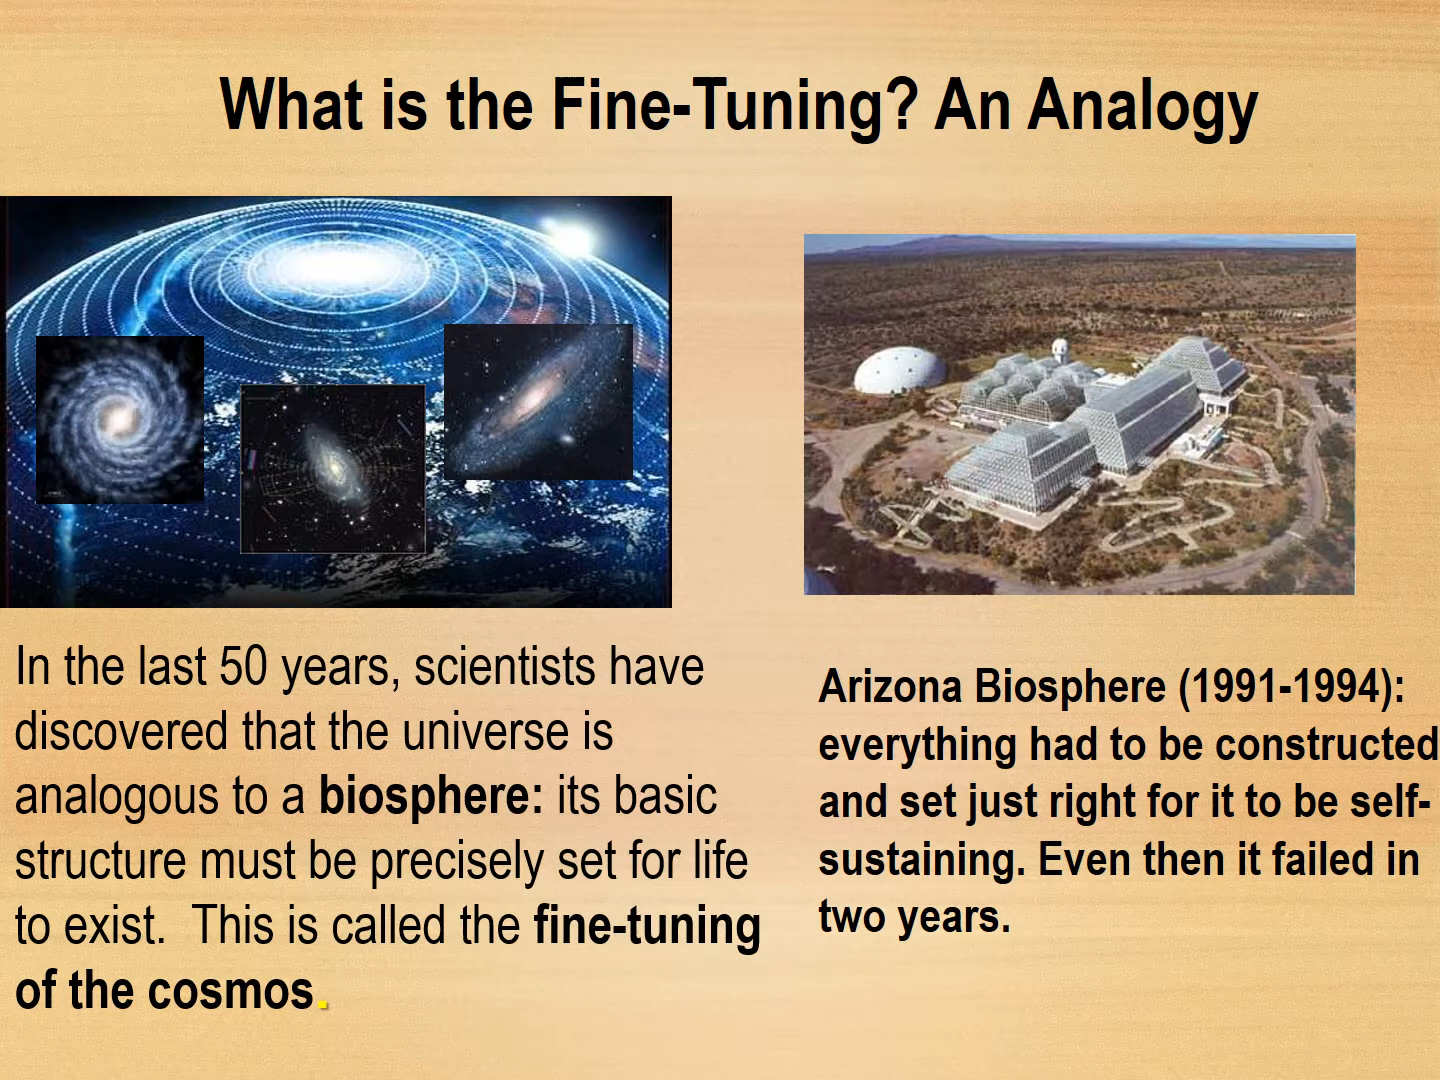 What is the Fine-Tuning? An Analogy
In the last 50 years, scientists have
discovered that the universe is
analogous to a biosphere: its basic
structure must be precisely set for life
to exist.  This is called the fine-tuning
of the cosmos.
Arizona Biosphere (1991-1994):
everything had to be constructed
and set just right for it to be self-
sustaining. Even then it failed in
two years.